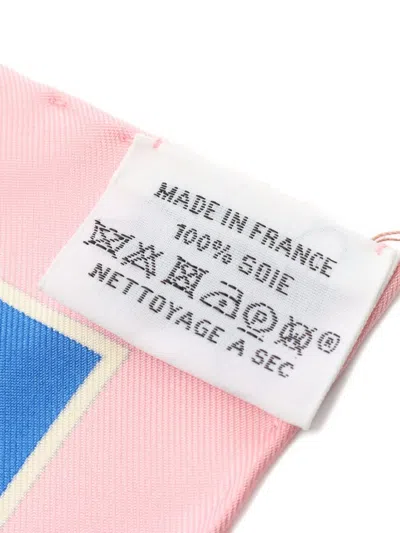 MADE IN FRANCE
100% SOIE
P ®
NETTOYAGE A SEC